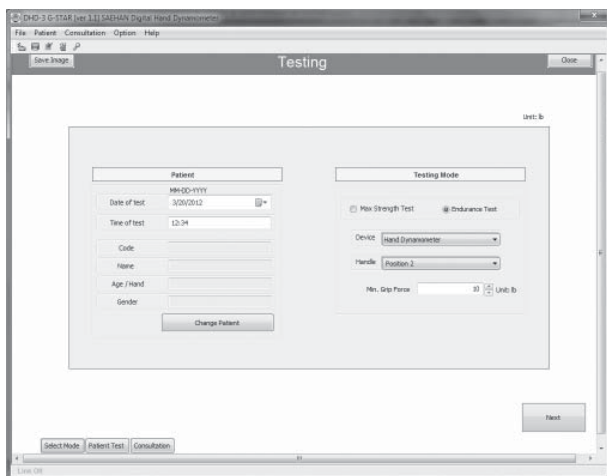 DHD-3 G-STAR [ver 1.1] SAEHAN Digital Hand Dynamometer
File Patient Consultation Option Help
Save Image Testing Close
Unit: lb
Patient
MM-DD-YYYY
Date of test 3/20/2012
Time of test 12:34
Code
Name
Age / Hand
Gender
Change Patient
Testing Mode
Max Strength Test Endurance Test
Device Hand Dynamometer
Handle Position 2
Min. Grip Force 10 Unit: lb
Next
Select Mode Patient Test Consultation
Link Off